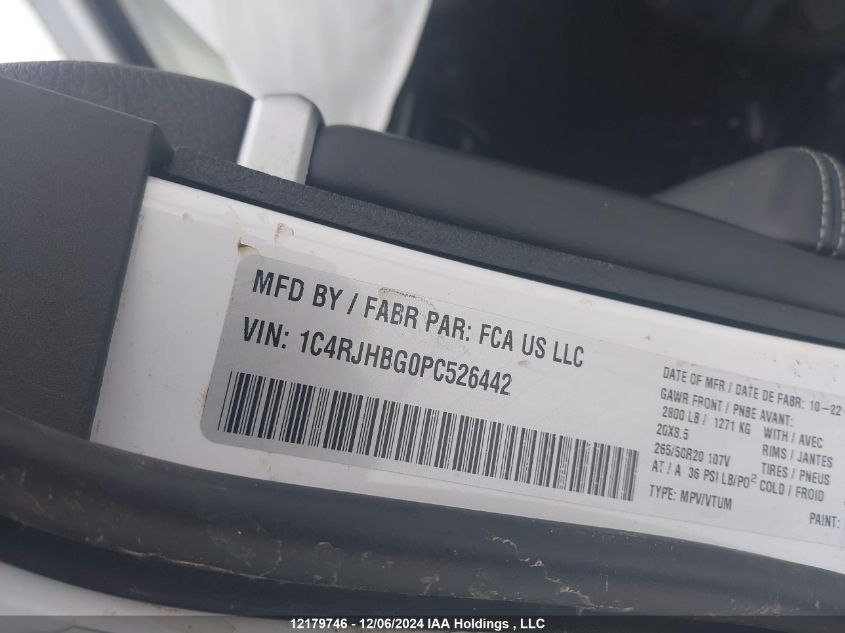 MFD BY / FABR PAR: FCA US LLC
VIN: 1C4RJHBG0PC526442
DATE OF MFR / DATE DE FABR: 10-22
GAWR FRONT / PNBE AVANT:
2800 LB / 1271 KG WITH / AVEC
20X8.5 RIMS / JANTES
265/50R20 107V TIRES / PNEUS
AT / A 36 PSI LB/PO² COLD / FROID
TYPE: MPV/VTUM
PAINT:
12179746 - 12/06/2024 IAA Holdings , LLC